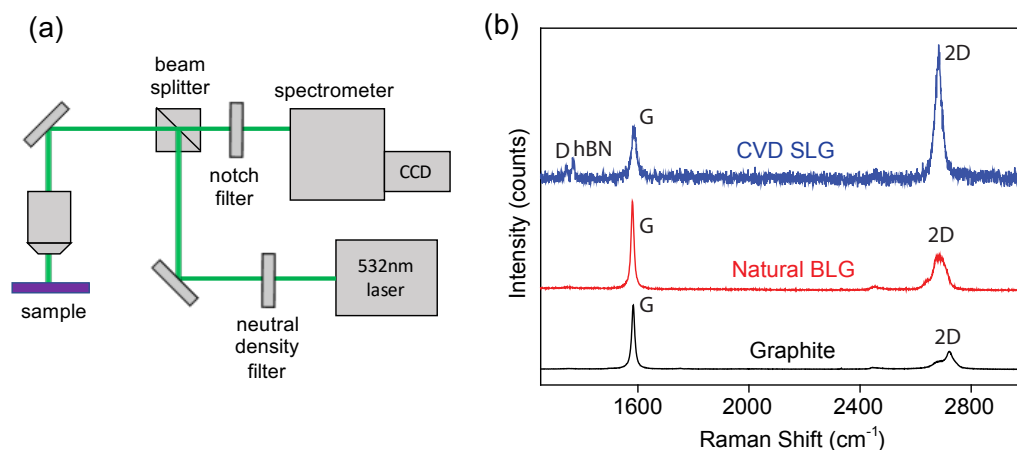 (a)
beam
splitter
spectrometer
CCD
notch
filter
532nm
laser
sample
neutral
density
filter
(b)
2D
G
D
hBN
CVD SLG
G
2D
Natural BLG
G
2D
Graphite
Intensity (counts)
1600
2000
2400
2800
Raman Shift (cm⁻¹)